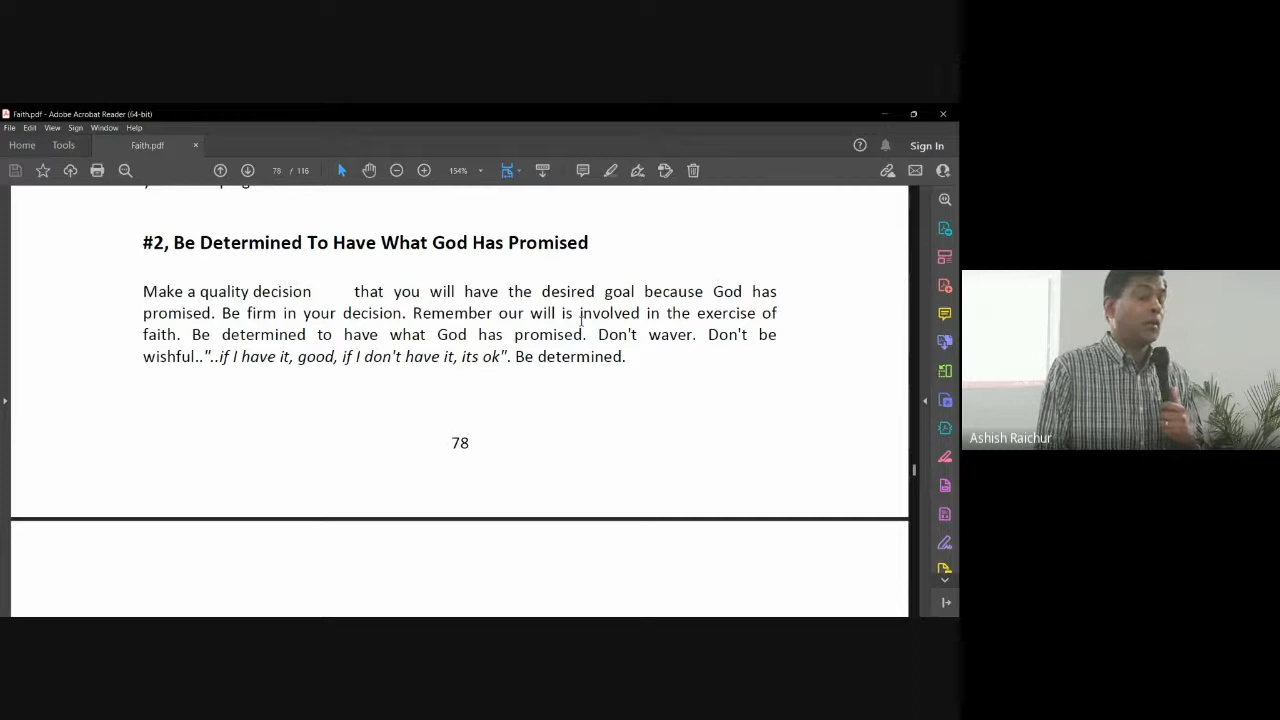 Faith.pdf - Adobe Acrobat Reader (64-bit)
File Edit View Sign Window Help
Home Tools Faith.pdf × Sign In
78 / 116 154%
#2, Be Determined To Have What God Has Promised
Make a quality decision that you will have the desired goal because God has
promised. Be firm in your decision. Remember our will is involved in the exercise of
faith. Be determined to have what God has promised. Don't waver. Don't be
wishful..."..if I have it, good, if I don't have it, its ok". Be determined.
78
Ashish Raichur